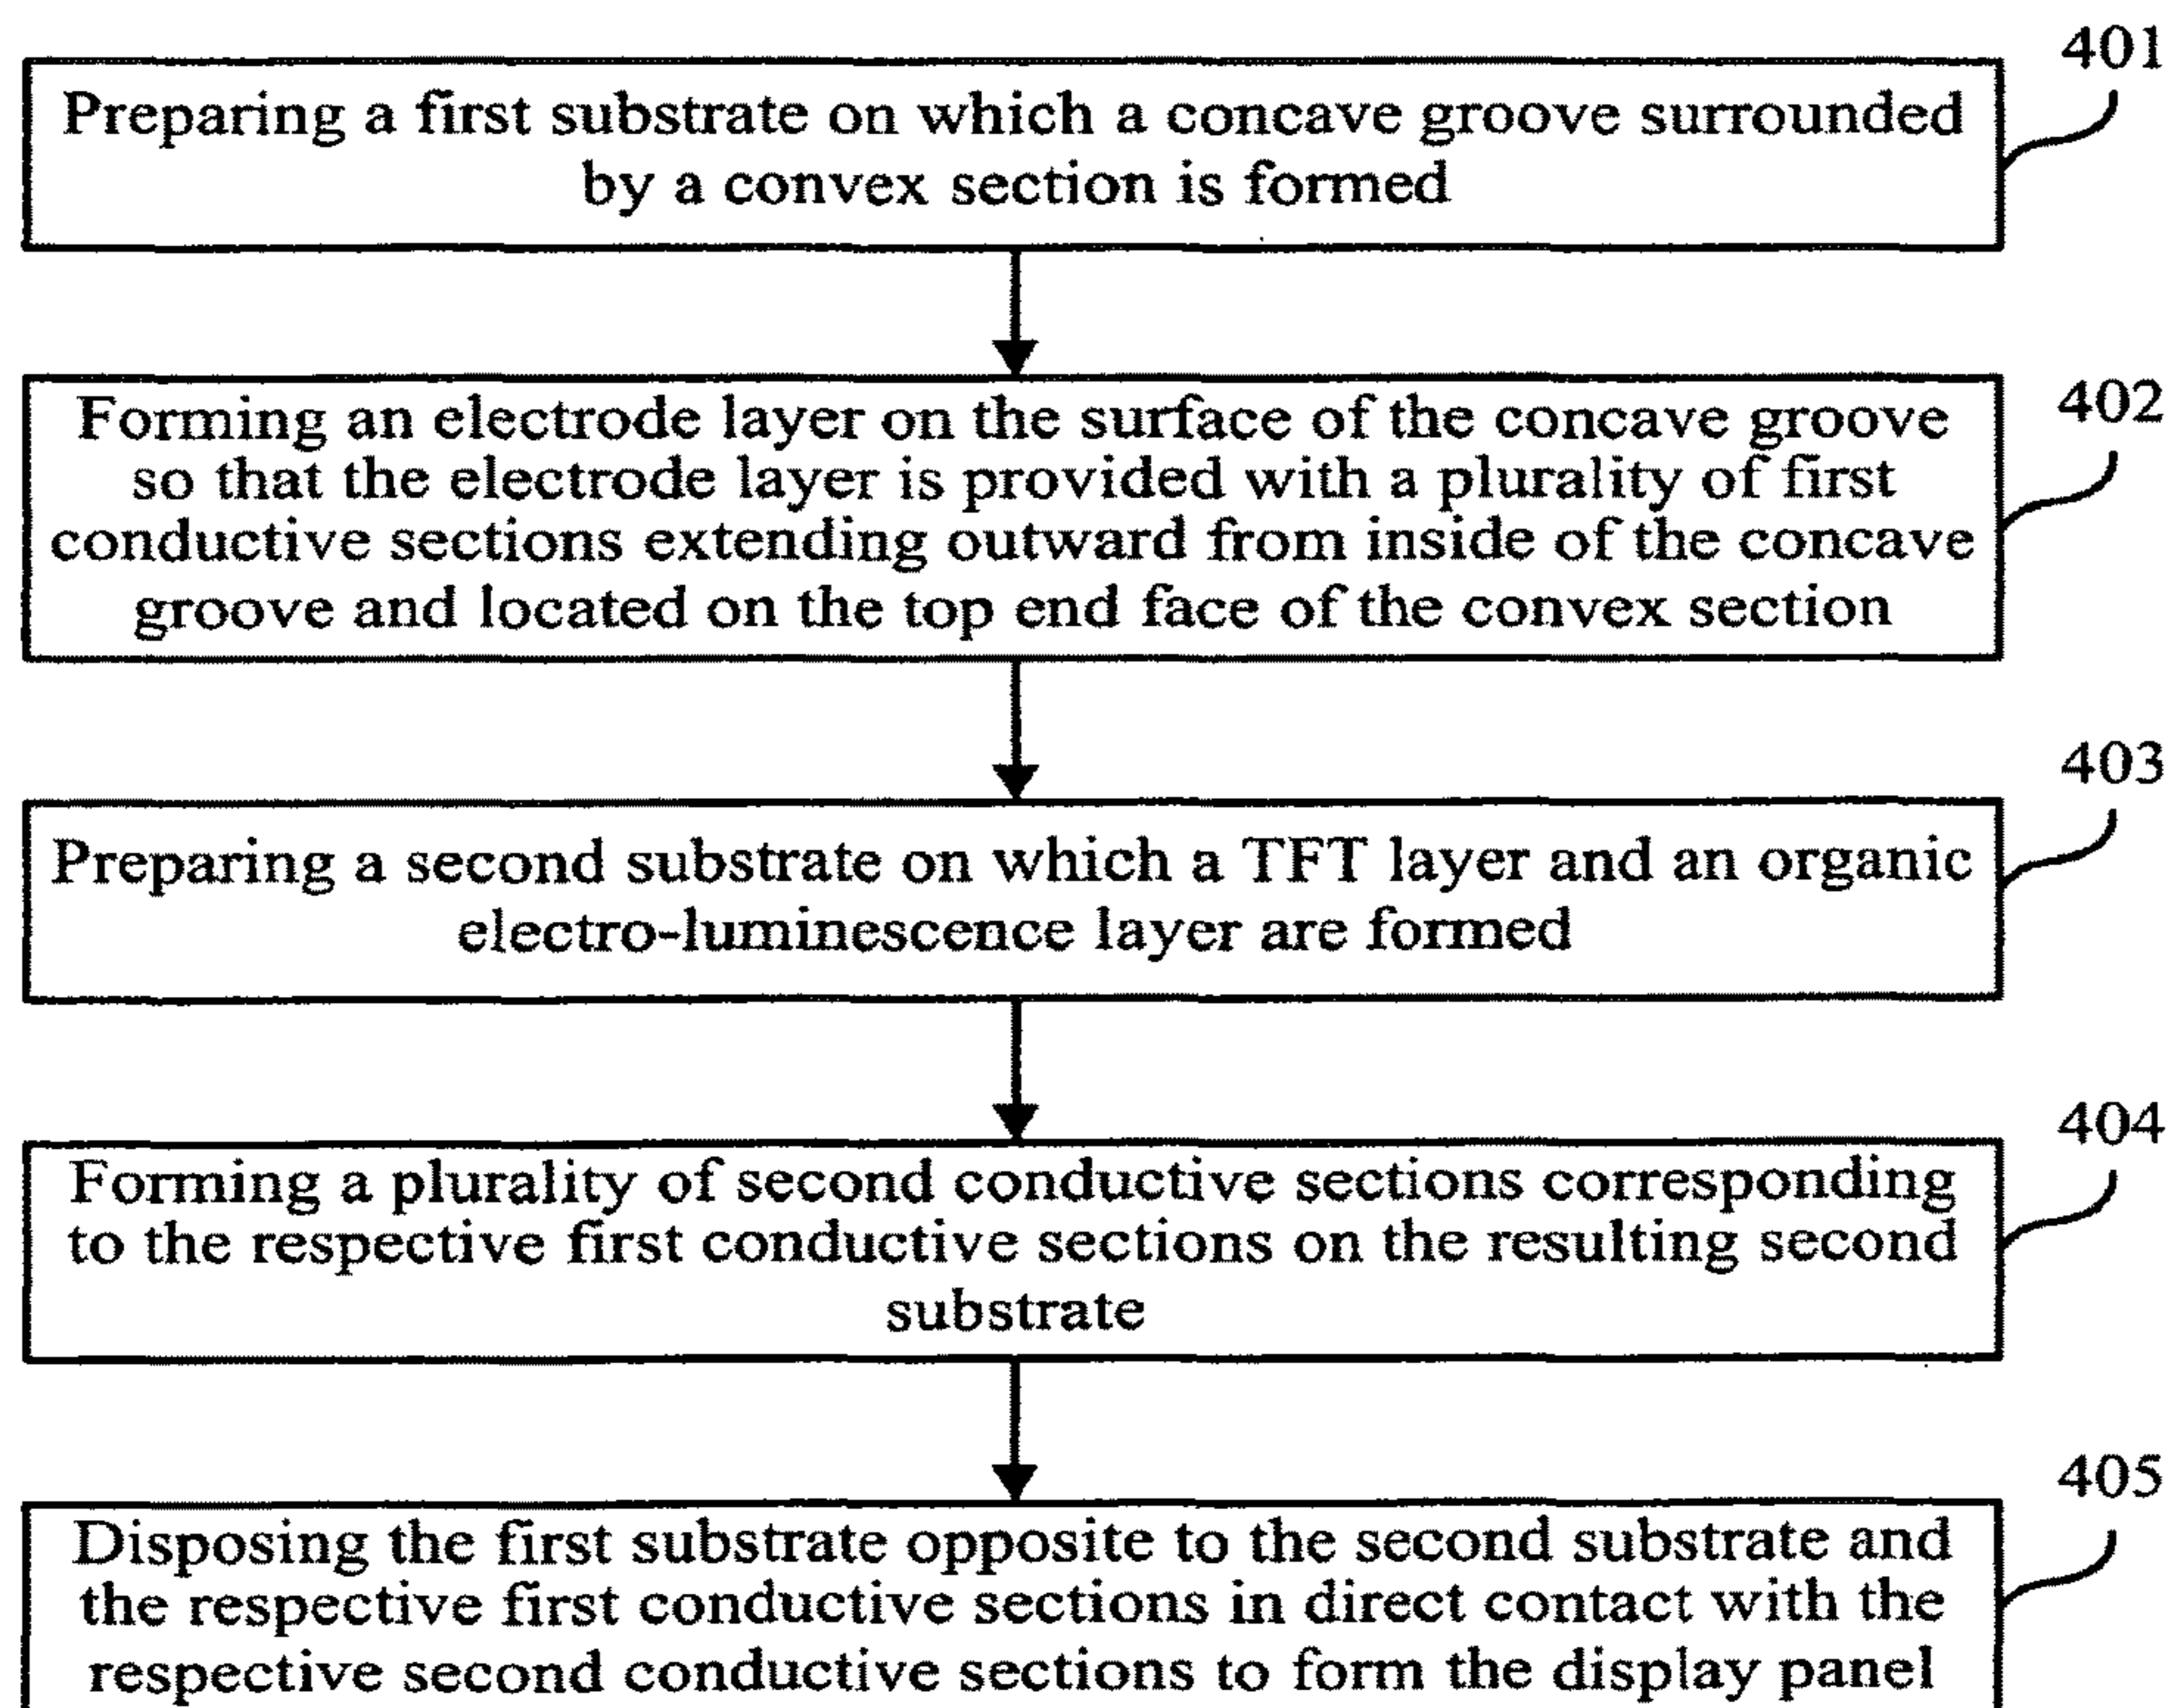 401
Preparing a first substrate on which a concave groove surrounded
by a convex section is formed
402
Forming an electrode layer on the surface of the concave groove
so that the electrode layer is provided with a plurality of first
conductive sections extending outward from inside of the concave
groove and located on the top end face of the convex section
403
Preparing a second substrate on which a TFT layer and an organic
electro-luminescence layer are formed
404
Forming a plurality of second conductive sections corresponding
to the respective first conductive sections on the resulting second
substrate
405
Disposing the first substrate opposite to the second substrate and
the respective first conductive sections in direct contact with the
respective second conductive sections to form the display panel